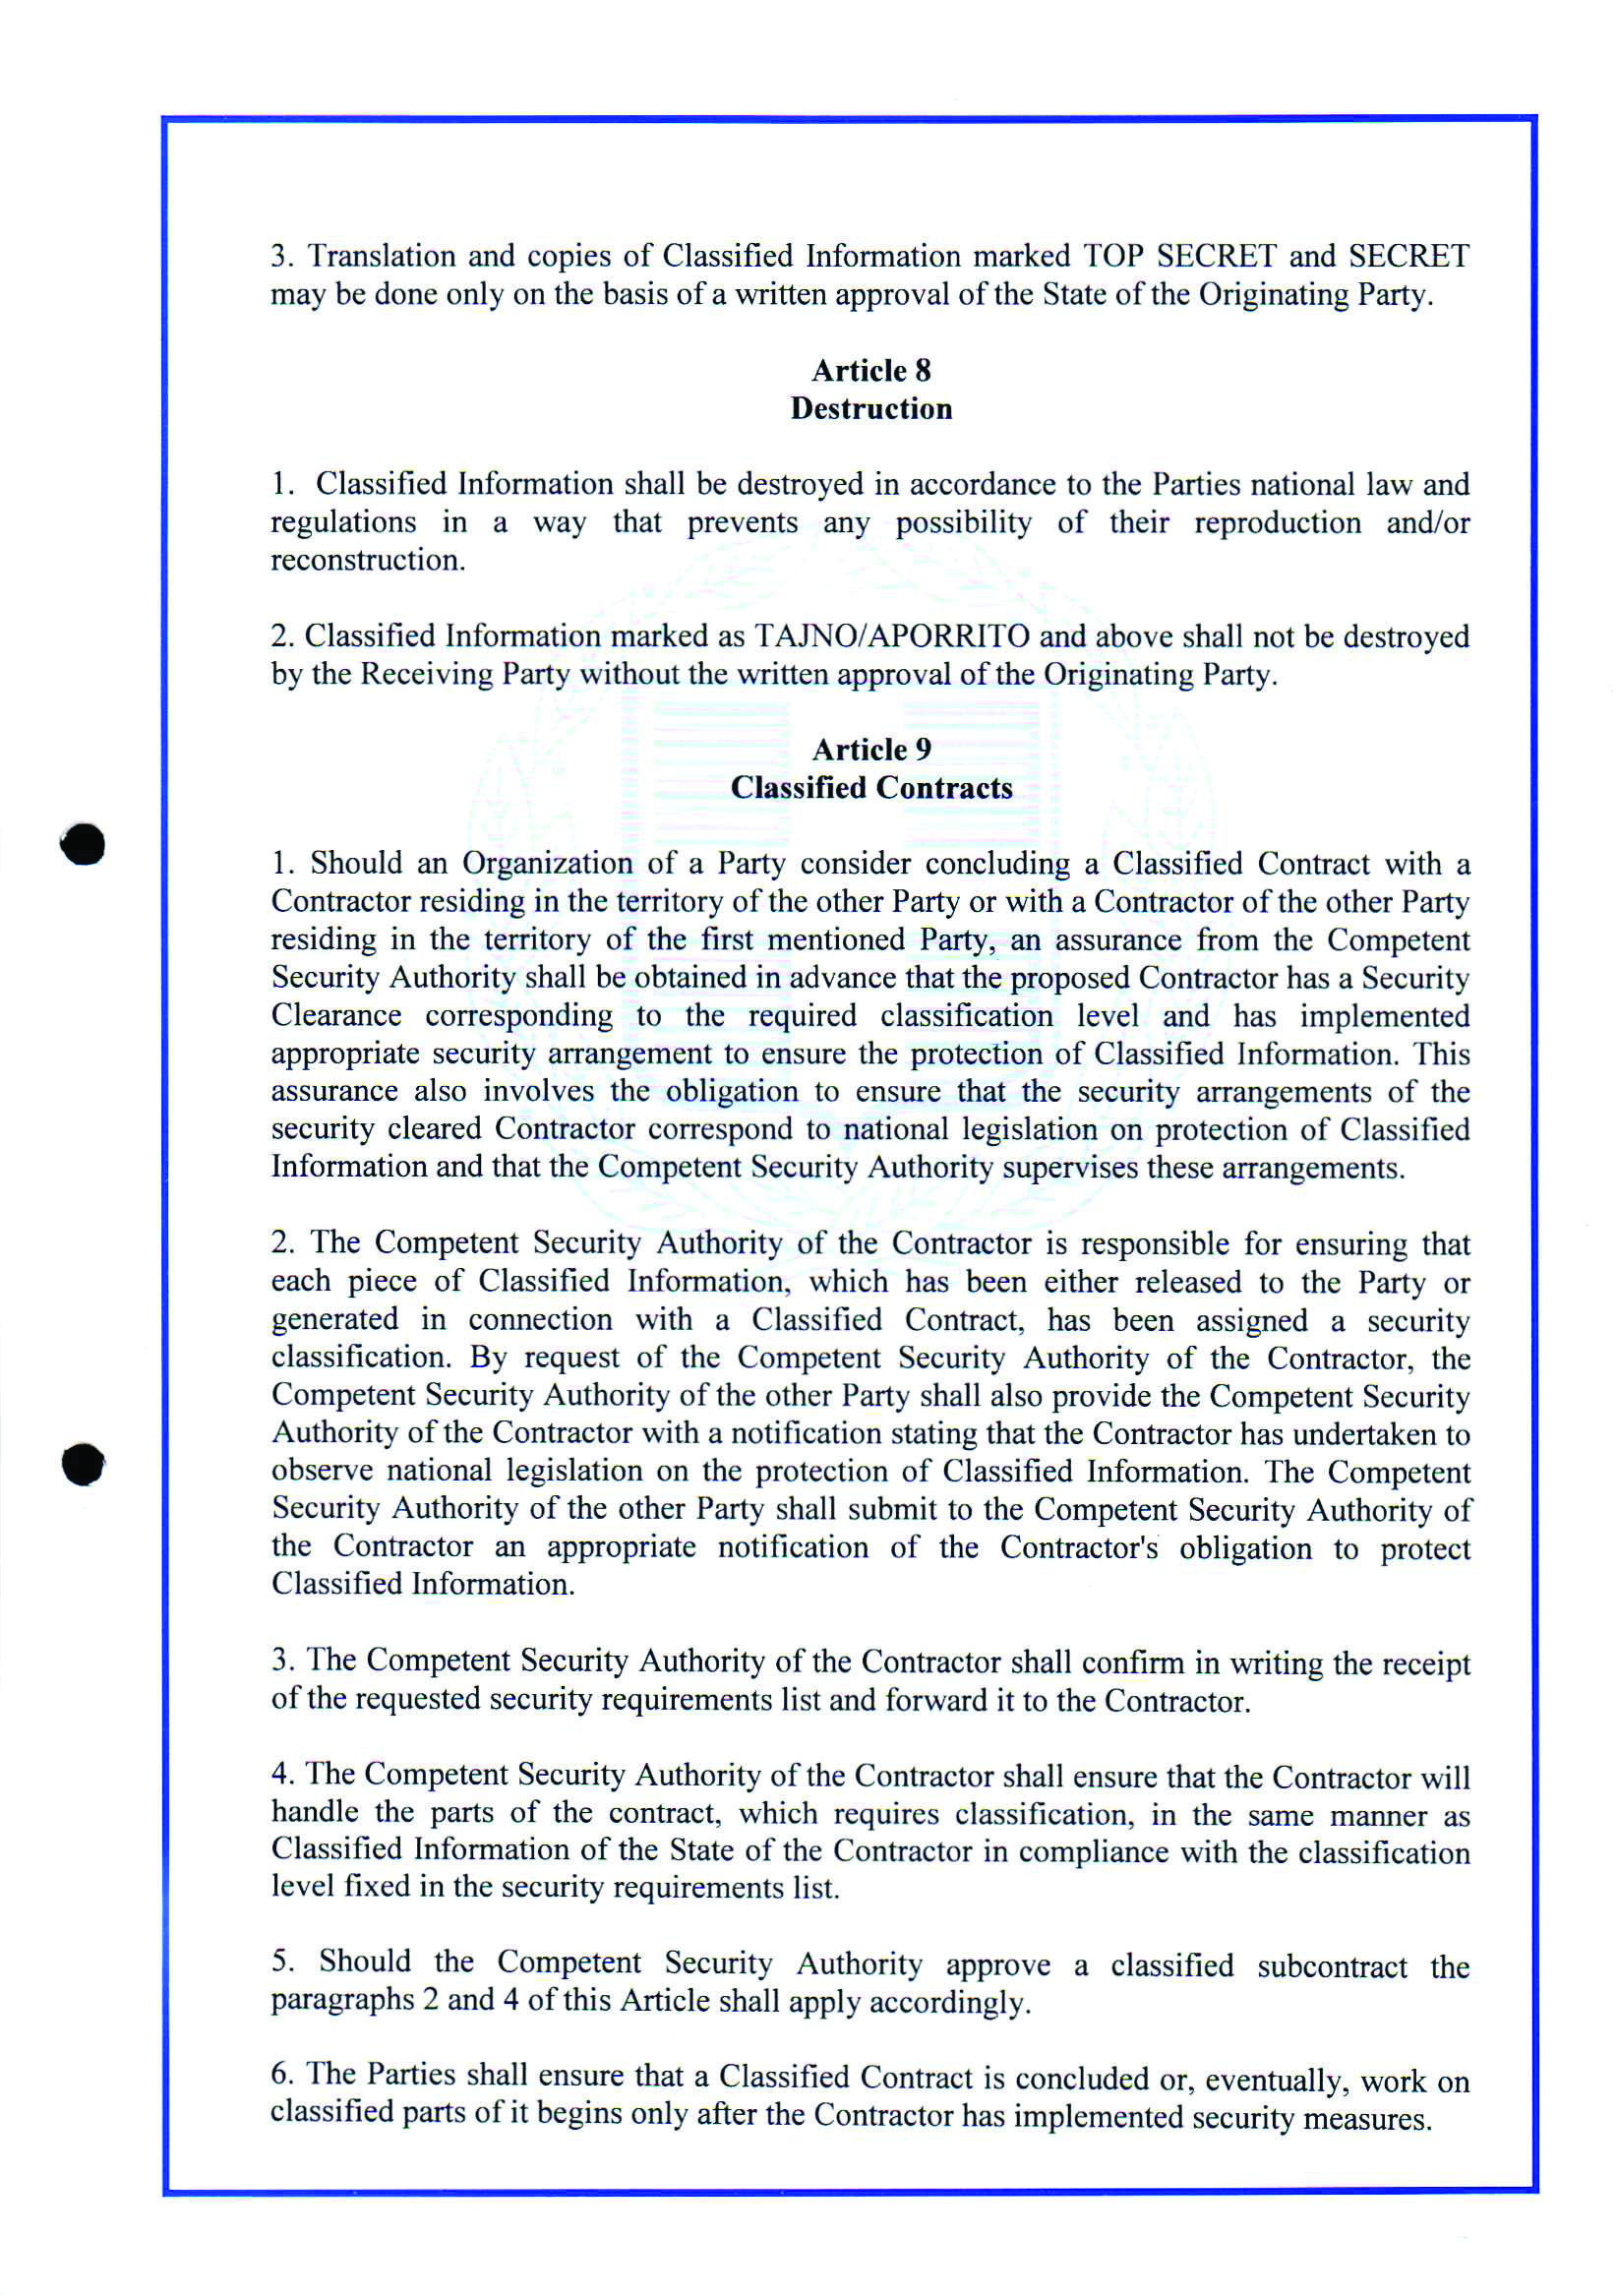 3. Translation and copies of Classified Information marked TOP SECRET and SECRET
may be done only on the basis of a written approval of the State of the Originating Party.
Article 8
Destruction
1. Classified Information shall be destroyed in accordance to the Parties national law and
regulations in a way that prevents any possibility of their reproduction and/or
reconstruction.
2. Classified Information marked as TAJNO/APORRITO and above shall not be destroyed
by the Receiving Party without the written approval of the Originating Party.
Article 9
Classified Contracts
1. Should an Organization of a Party consider concluding a Classified Contract with a
Contractor residing in the territory of the other Party or with a Contractor of the other Party
residing in the territory of the first mentioned Party, an assurance from the Competent
Security Authority shall be obtained in advance that the proposed Contractor has a Security
Clearance corresponding to the required classification level and has implemented
appropriate security arrangement to ensure the protection of Classified Information. This
assurance also involves the obligation to ensure that the security arrangements of the
security cleared Contractor correspond to national legislation on protection of Classified
Information and that the Competent Security Authority supervises these arrangements.
2. The Competent Security Authority of the Contractor is responsible for ensuring that
each piece of Classified Information, which has been either released to the Party or
generated in connection with a Classified Contract, has been assigned a security
classification. By request of the Competent Security Authority of the Contractor, the
Competent Security Authority of the other Party shall also provide the Competent Security
Authority of the Contractor with a notification stating that the Contractor has undertaken to
observe national legislation on the protection of Classified Information. The Competent
Security Authority of the other Party shall submit to the Competent Security Authority of
the Contractor an appropriate notification of the Contractor's obligation to protect
Classified Information.
3. The Competent Security Authority of the Contractor shall confirm in writing the receipt
of the requested security requirements list and forward it to the Contractor.
4. The Competent Security Authority of the Contractor shall ensure that the Contractor will
handle the parts of the contract, which requires classification, in the same manner as
Classified Information of the State of the Contractor in compliance with the classification
level fixed in the security requirements list.
5. Should the Competent Security Authority approve a classified subcontract the
paragraphs 2 and 4 of this Article shall apply accordingly.
6. The Parties shall ensure that a Classified Contract is concluded or, eventually, work on
classified parts of it begins only after the Contractor has implemented security measures.